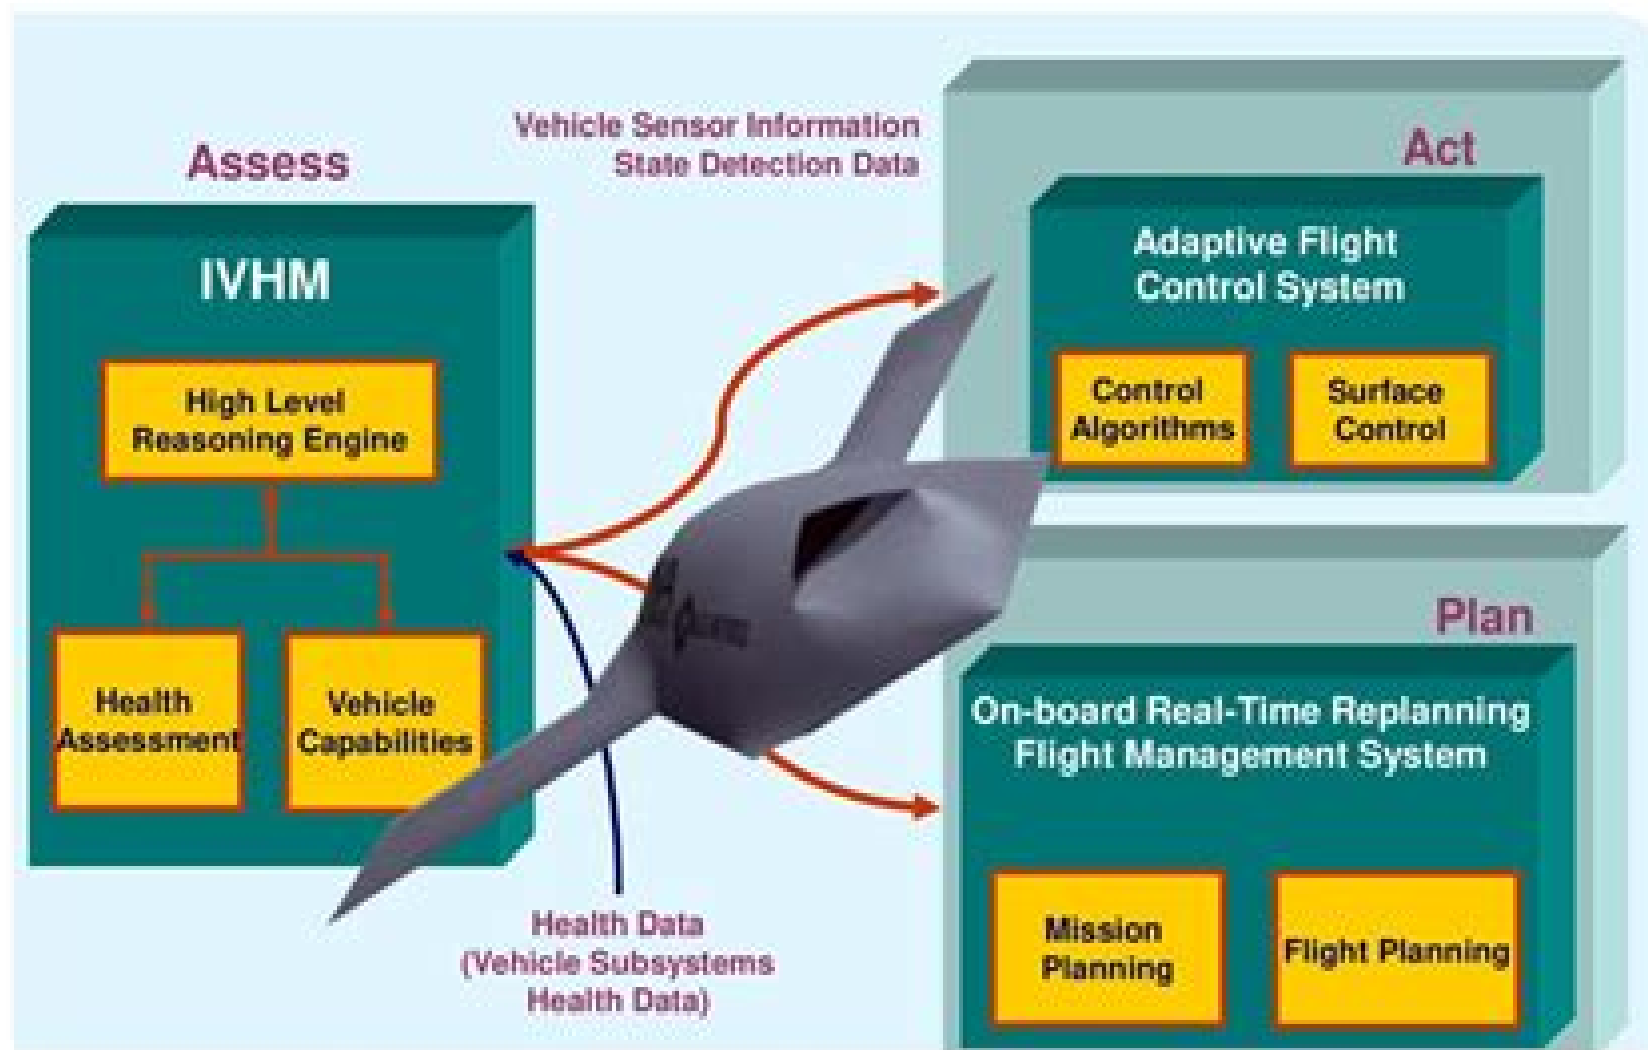 Assess
IVHM
High Level
Reasoning Engine
Health
Assessment
Vehicle
Capabilities
Vehicle Sensor Information
State Detection Data
Health Data
(Vehicle Subsystems
Health Data)
Act
Adaptive Flight
Control System
Control
Algorithms
Surface
Control
Plan
On-board Real-Time Replanning
Flight Management System
Mission
Planning
Flight Planning